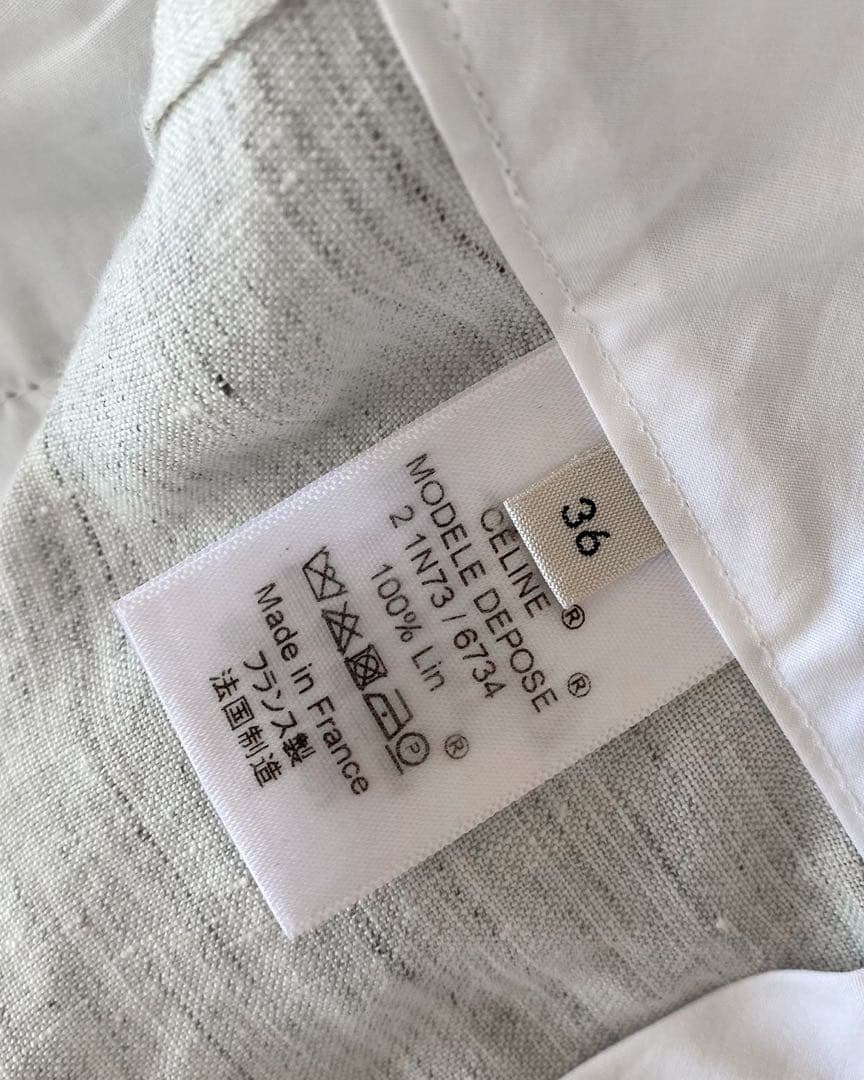 36
CELINE ®
MODELE DEPOSE ®
2 1N73 / 6734
100% Lin
P ®
Made in France
フランス製
法国制造